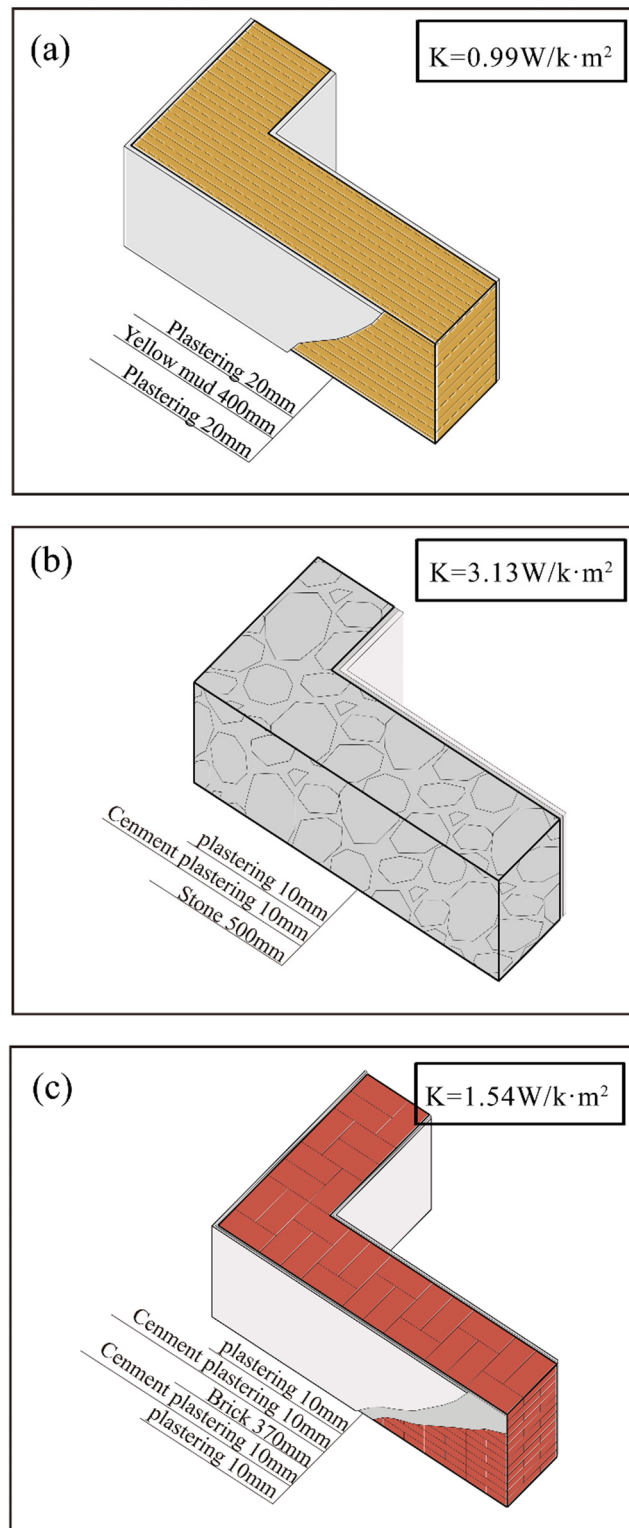 (a)
K=0.99W/k·m²
Plastering 20mm
Yellow mud 400mm
Plastering 20mm
(b)
K=3.13W/k·m²
plastering 10mm
Cenment plastering 10mm
Stone 500mm
(c)
K=1.54W/k·m²
plastering 10mm
Cenment plastering 10mm
Brick 370mm
Cenment plastering 10mm
plastering 10mm